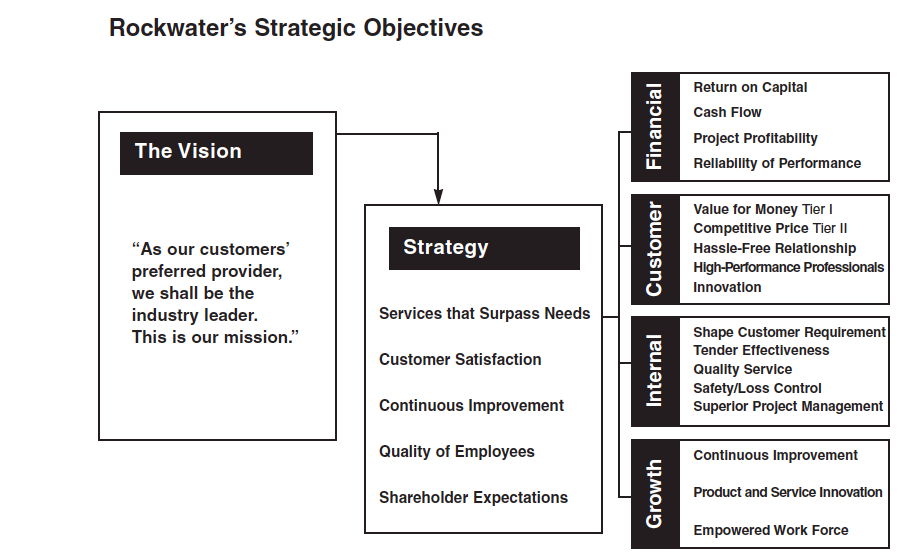 Rockwater’s Strategic Objectives
The Vision
“As our customers’
preferred provider,
we shall be the
industry leader.
This is our mission.”
Strategy
Services that Surpass Needs
Customer Satisfaction
Continuous Improvement
Quality of Employees
Shareholder Expectations
Financial
Return on Capital
Cash Flow
Project Profitability
Reliability of Performance
Customer
Value for Money Tier I
Competitive Price Tier II
Hassle-Free Relationship
High-Performance Professionals
Innovation
Internal
Shape Customer Requirement
Tender Effectiveness
Quality Service
Safety/Loss Control
Superior Project Management
Growth
Continuous Improvement
Product and Service Innovation
Empowered Work Force